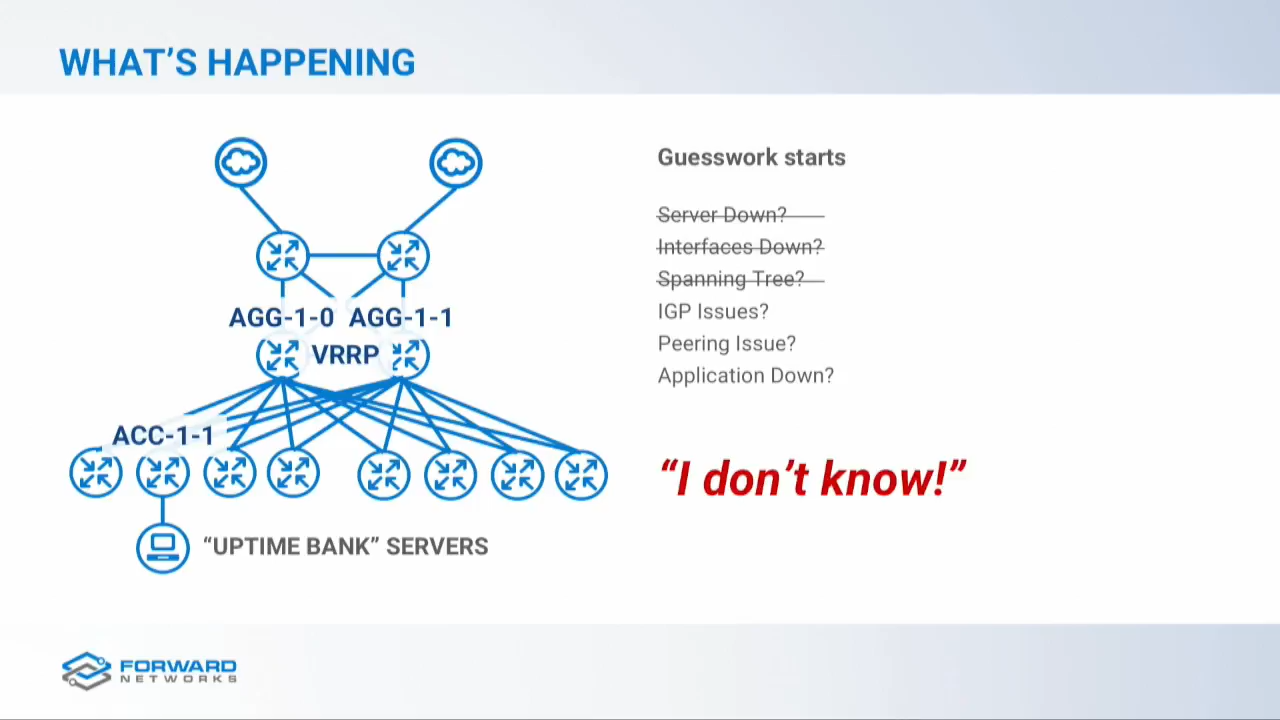 WHAT'S HAPPENING
AGG-1-0 AGG-1-1
VRRP
ACC-1-1
“UPTIME BANK” SERVERS
Guesswork starts
Server Down?
Interfaces Down?
Spanning Tree?
IGP Issues?
Peering Issue?
Application Down?
“I don't know!”
FORWARD
NETWORKS